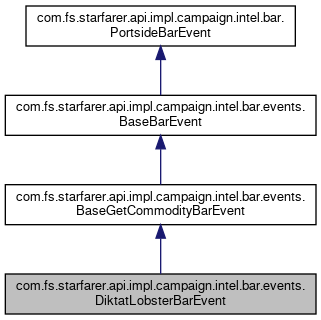 com.fs.starfarer.api.impl.campaign.intel.bar.
PortsideBarEvent
com.fs.starfarer.api.impl.campaign.intel.bar.events.
BaseBarEvent
com.fs.starfarer.api.impl.campaign.intel.bar.events.
BaseGetCommodityBarEvent
com.fs.starfarer.api.impl.campaign.intel.bar.events.
DiktatLobsterBarEvent